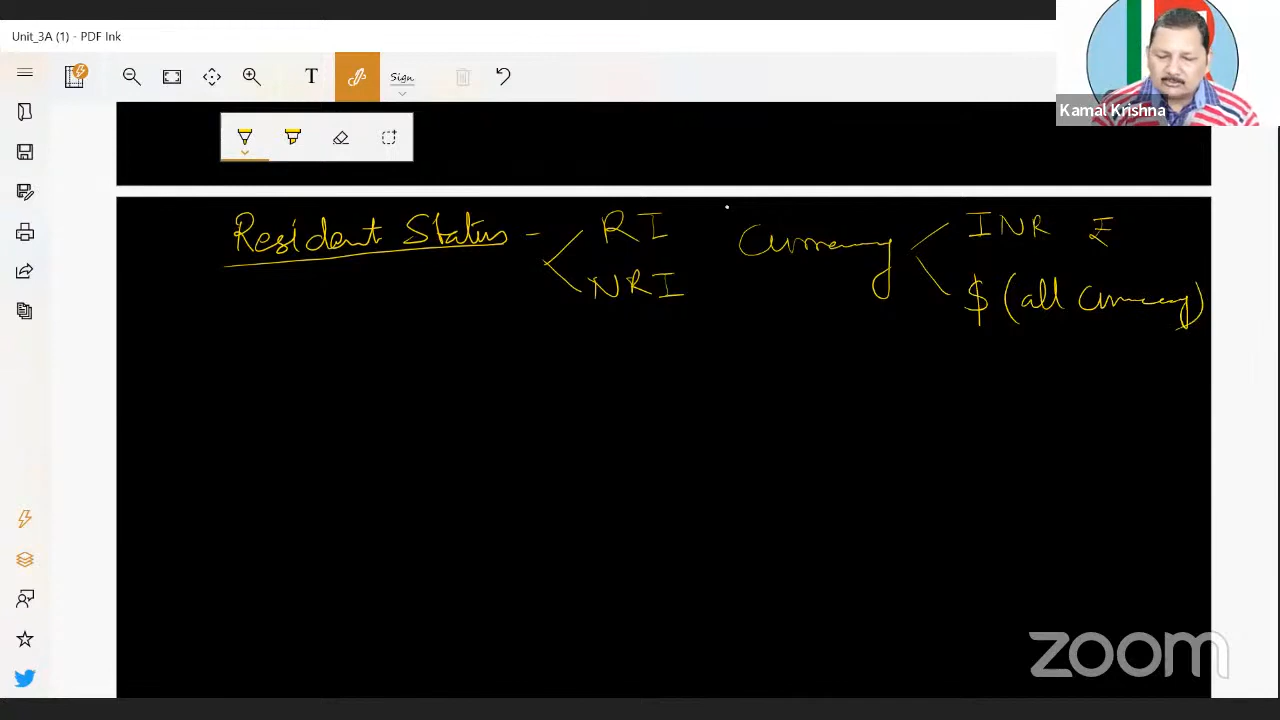 Unit_3A (1) - PDF Ink
T
Sign
Kamal Krishna
Resident Status - RI
NRI
Currency INR ₹
$ (all Currency)
zoom